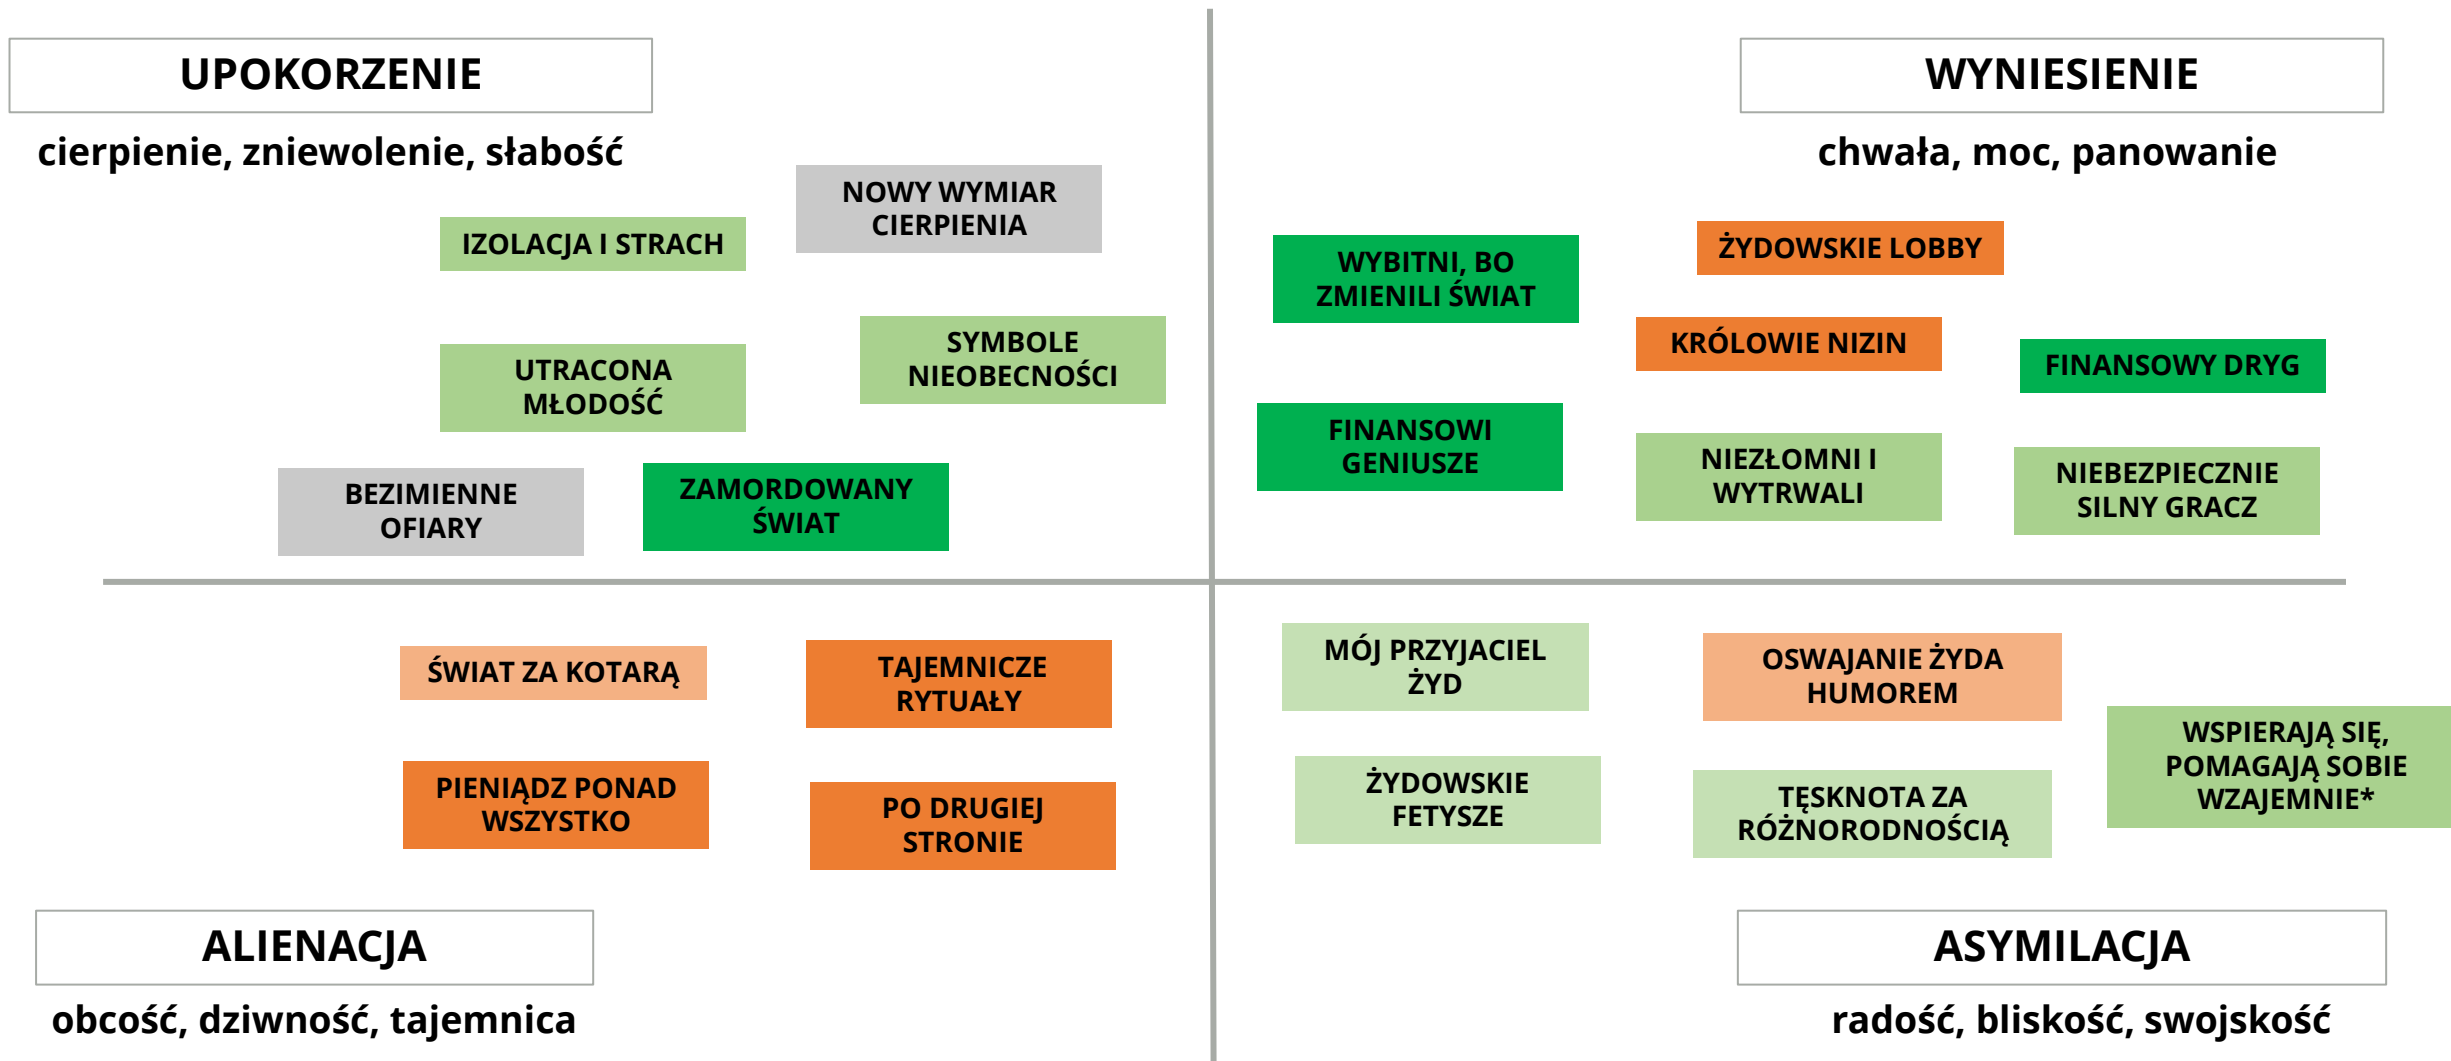 UPOKORZENIE
cierpienie, zniewolenie, słabość
NOWY WYMIAR
CIERPIENIA
IZOLACJA I STRACH
SYMBOLE
NIEOBECNOŚCI
UTRACONA
MŁODOŚĆ
BEZIMIENNE
OFIARY
ZAMORDOWANY
ŚWIAT
WYNIESIENIE
chwała, moc, panowanie
WYBITNI, BO
ZMIENILI ŚWIAT
ŻYDOWSKIE LOBBY
KRÓLOWIE NIZIN
FINANSOWY DRYG
FINANSOWI
GENIUSZE
NIEZŁOMNI I
WYTRWALI
NIEBEZPIECZNIE
SILNY GRACZ
ŚWIAT ZA KOTARĄ
TAJEMNICZE
RYTUAŁY
PIENIĄDZ PONAD
WSZYSTKO
PO DRUGIEJ
STRONIE
ALIENACJA
obcość, dziwność, tajemnica
MÓJ PRZYJACIEL
ŻYD
OSWAJANIE ŻYDA
HUMOREM
WSPIERAJĄ SIĘ,
POMAGAJĄ SOBIE
WZAJEMNIE*
ŻYDOWSKIE
FETYSZE
TĘSKNOTA ZA
RÓŻNORODNOŚCIĄ
ASYMILACJA
radość, bliskość, swojskość